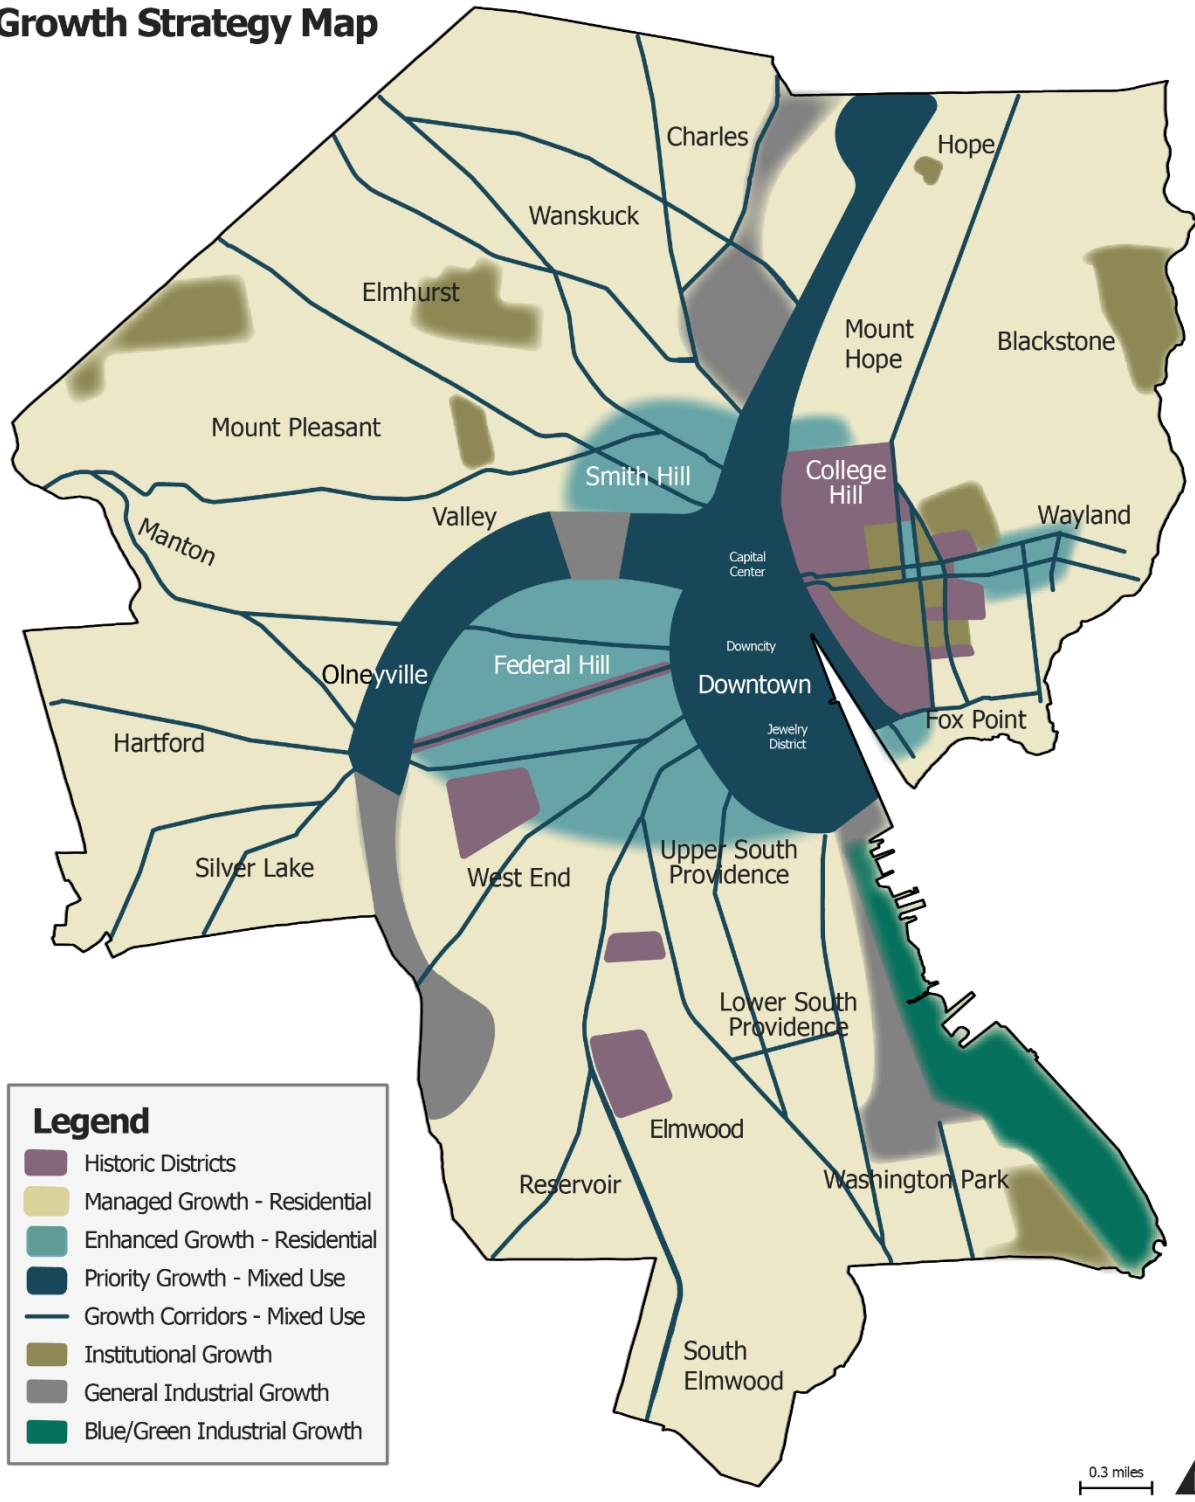 Growth Strategy Map
Charles
Hope
Wanskuck
Elmhurst
Mount
Hope
Blackstone
Mount Pleasant
Smith Hill
College
Hill
Valley
Wayland
Manton
Capital
Center
Downcity
Olneyville
Federal Hill
Downtown
Jewelry
District
Fox Point
Hartford
Silver Lake
West End
Upper South
Providence
Lower South
Providence
Elmwood
Reservoir
Washington Park
South
Elmwood
Legend
Historic Districts
Managed Growth - Residential
Enhanced Growth - Residential
Priority Growth - Mixed Use
Growth Corridors - Mixed Use
Institutional Growth
General Industrial Growth
Blue/Green Industrial Growth
0.3 miles